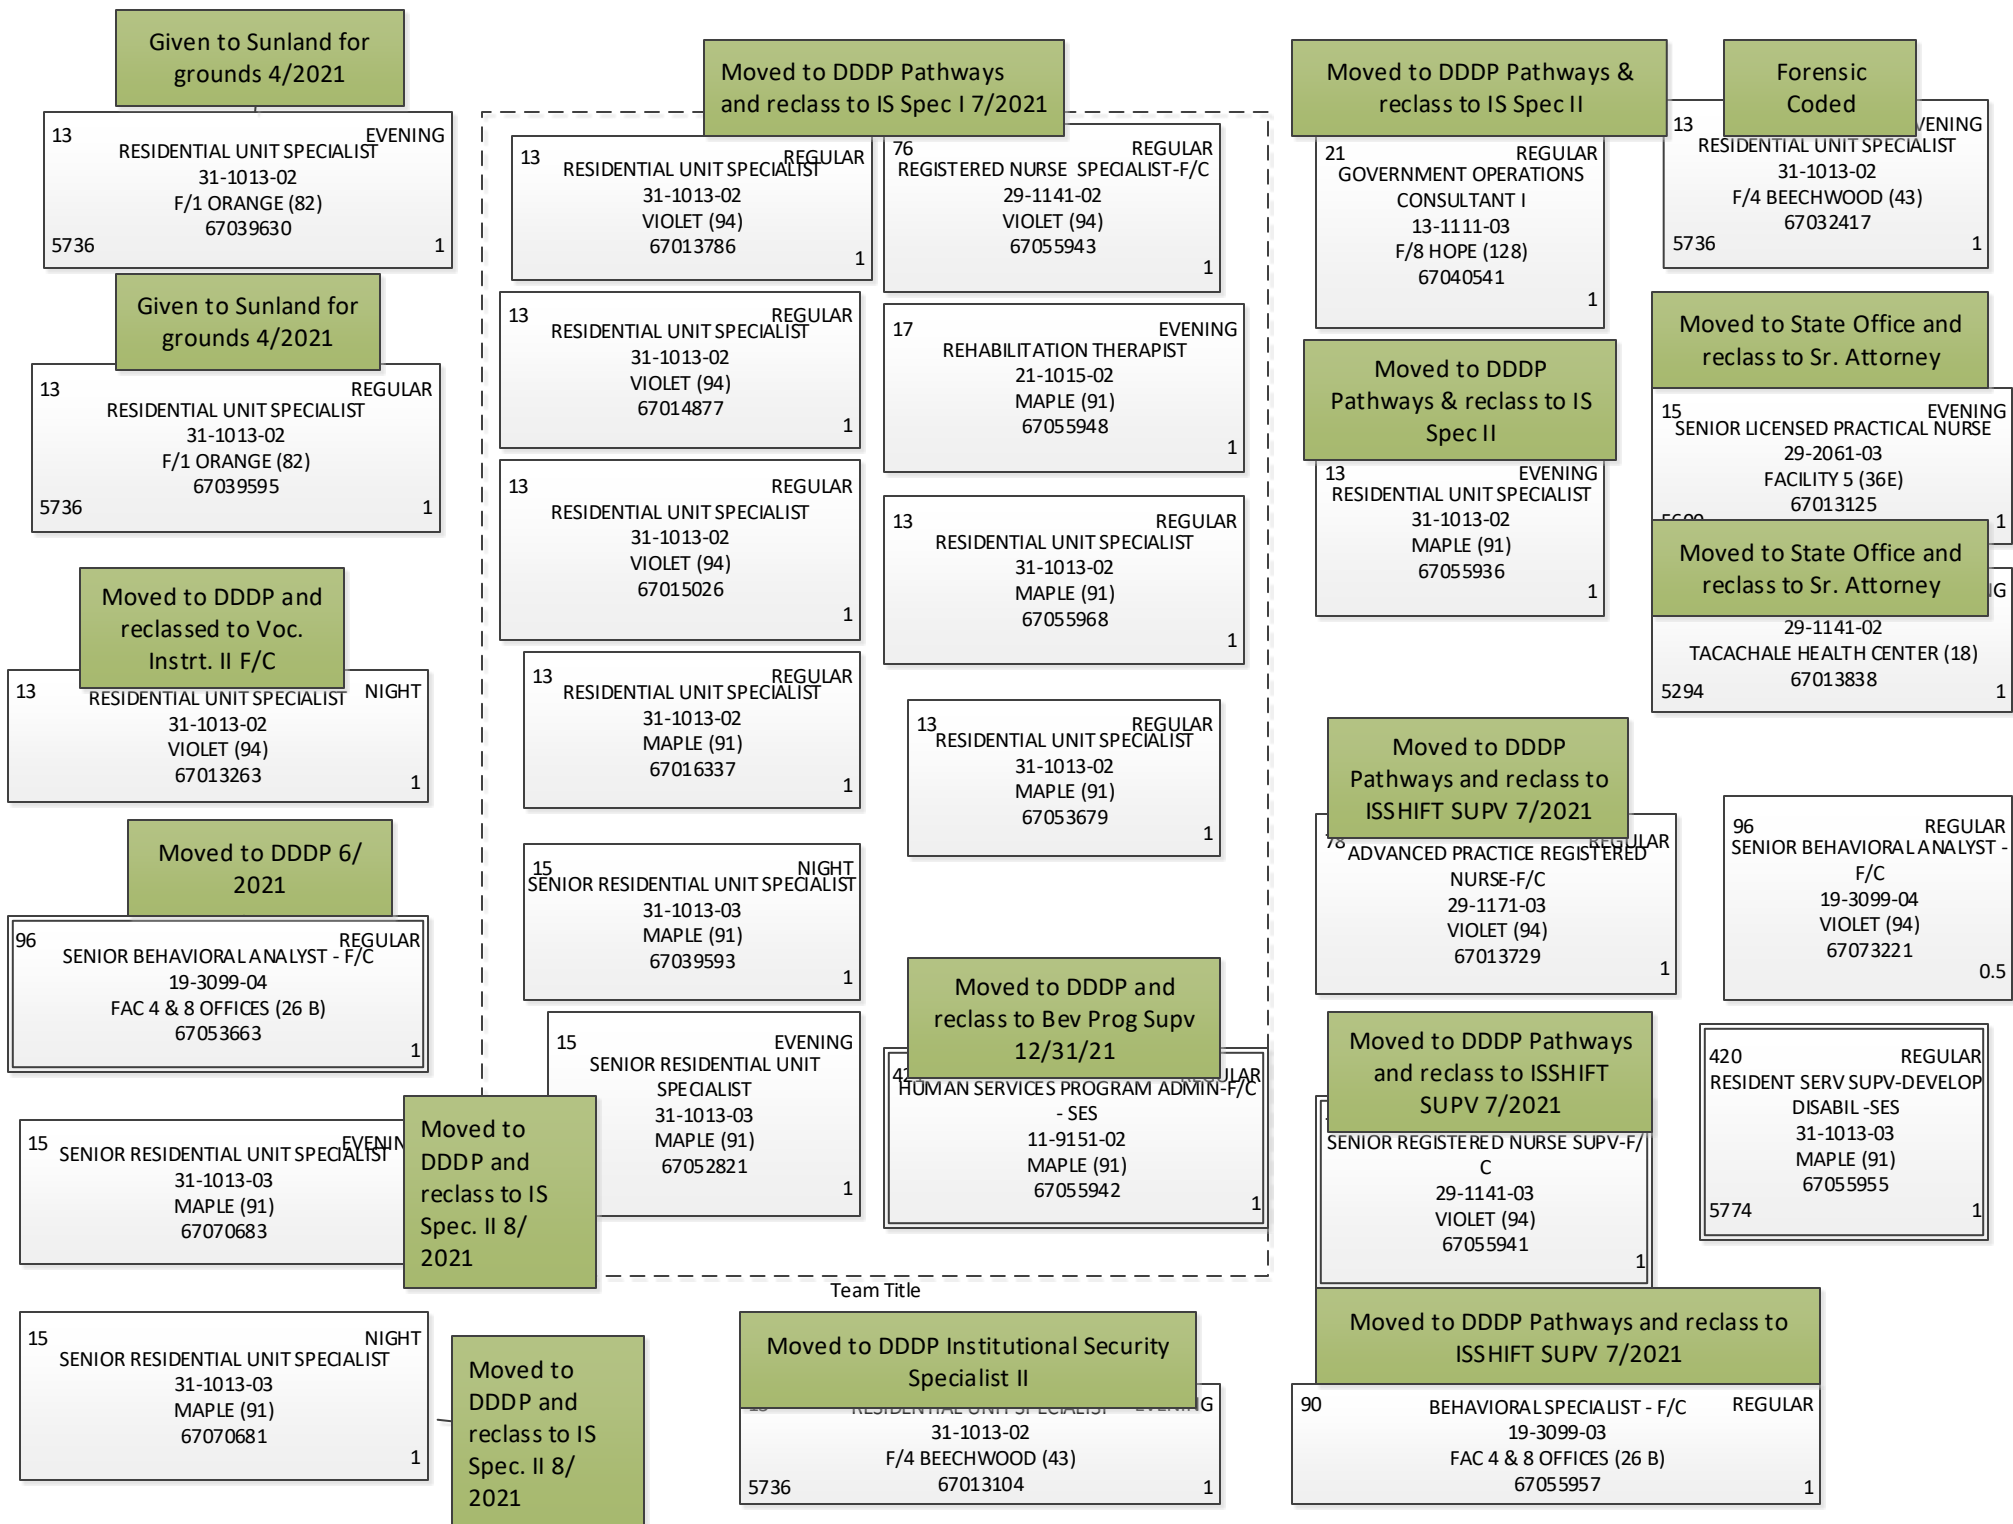 Given to Sunland for
grounds 4/2021
13
EVENING
RESIDENTIAL UNIT SPECIALIST
31-1013-02
F/1 ORANGE (82)
67039630
5736
1
Given to Sunland for
grounds 4/2021
13
REGULAR
RESIDENTIAL UNIT SPECIALIST
31-1013-02
F/1 ORANGE (82)
67039595
5736
1
Moved to DDDP and
reclassed to Voc.
Instrt. II F/C
13
NIGHT
RESIDENTIAL UNIT SPECIALIST
31-1013-02
VIOLET (94)
67013263
1
Moved to DDDP 6/
2021
96
REGULAR
SENIOR BEHAVIORAL ANALYST - F/C
19-3099-04
FAC 4 & 8 OFFICES (26 B)
67053663
1
15
SENIOR RESIDENTIAL UNIT SPECIALIST
31-1013-03
MAPLE (91)
67070683
Moved to
DDDP and
reclass to IS
Spec. II 8/
2021
15
NIGHT
SENIOR RESIDENTIAL UNIT SPECIALIST
31-1013-03
MAPLE (91)
67070681
1
Moved to
DDDP and
reclass to IS
Spec. II 8/
2021
Moved to DDDP Pathways
and reclass to IS Spec I 7/2021
13
REGULAR
RESIDENTIAL UNIT SPECIALIST
31-1013-02
VIOLET (94)
67013786
1
13
REGULAR
RESIDENTIAL UNIT SPECIALIST
31-1013-02
VIOLET (94)
67014877
1
13
REGULAR
RESIDENTIAL UNIT SPECIALIST
31-1013-02
VIOLET (94)
67015026
1
13
REGULAR
RESIDENTIAL UNIT SPECIALIST
31-1013-02
MAPLE (91)
67016337
1
15
NIGHT
SENIOR RESIDENTIAL UNIT SPECIALIST
31-1013-03
MAPLE (91)
67039593
1
15
EVENING
SENIOR RESIDENTIAL UNIT
SPECIALIST
31-1013-03
MAPLE (91)
67052821
1
76
REGULAR
REGISTERED NURSE SPECIALIST-F/C
29-1141-02
VIOLET (94)
67055943
1
17
EVENING
REHABILITATION THERAPIST
21-1015-02
MAPLE (91)
67055948
1
13
REGULAR
RESIDENTIAL UNIT SPECIALIST
31-1013-02
MAPLE (91)
67055968
1
13
REGULAR
RESIDENTIAL UNIT SPECIALIST
31-1013-02
MAPLE (91)
67053679
1
Moved to DDDP and
reclass to Bev Prog Supv
12/31/21
HUMAN SERVICES PROGRAM ADMIN-F/C
- SES
11-9151-02
MAPLE (91)
67055942
1
Team Title
Moved to DDDP Institutional Security
Specialist II
RESIDENTIAL UNIT SPECIALIST
31-1013-02
F/4 BEECHWOOD (43)
67013104
5736
1
Moved to DDDP Pathways &
reclass to IS Spec II
21
REGULAR
GOVERNMENT OPERATIONS
CONSULTANT I
13-1111-03
F/8 HOPE (128)
67040541
1
Moved to DDDP
Pathways & reclass to IS
Spec II
13
EVENING
RESIDENTIAL UNIT SPECIALIST
31-1013-02
MAPLE (91)
67055936
1
Moved to DDDP
Pathways and reclass to
ISSHIFT SUPV 7/2021
78
REGULAR
ADVANCED PRACTICE REGISTERED
NURSE-F/C
29-1171-03
VIOLET (94)
67013729
1
Moved to DDDP Pathways
and reclass to ISSHIFT
SUPV 7/2021
SENIOR REGISTERED NURSE SUPV-F/
C
29-1141-03
VIOLET (94)
67055941
1
Moved to DDDP Pathways and reclass to
ISSHIFT SUPV 7/2021
90
REGULAR
BEHAVIORAL SPECIALIST - F/C
19-3099-03
FAC 4 & 8 OFFICES (26 B)
67055957
1
Forensic
Coded
13
EVENING
RESIDENTIAL UNIT SPECIALIST
31-1013-02
F/4 BEECHWOOD (43)
67032417
5736
1
Moved to State Office and
reclass to Sr. Attorney
15
EVENING
SENIOR LICENSED PRACTICAL NURSE
29-2061-03
FACILITY 5 (36E)
67013125
1
Moved to State Office and
reclass to Sr. Attorney
29-1141-02
TACACHALE HEALTH CENTER (18)
67013838
5294
1
96
REGULAR
SENIOR BEHAVIORAL ANALYST -
F/C
19-3099-04
VIOLET (94)
67073221
0.5
420
REGULAR
RESIDENT SERV SUPV-DEVELOP
DISABIL -SES
31-1013-03
MAPLE (91)
67055955
5774
1